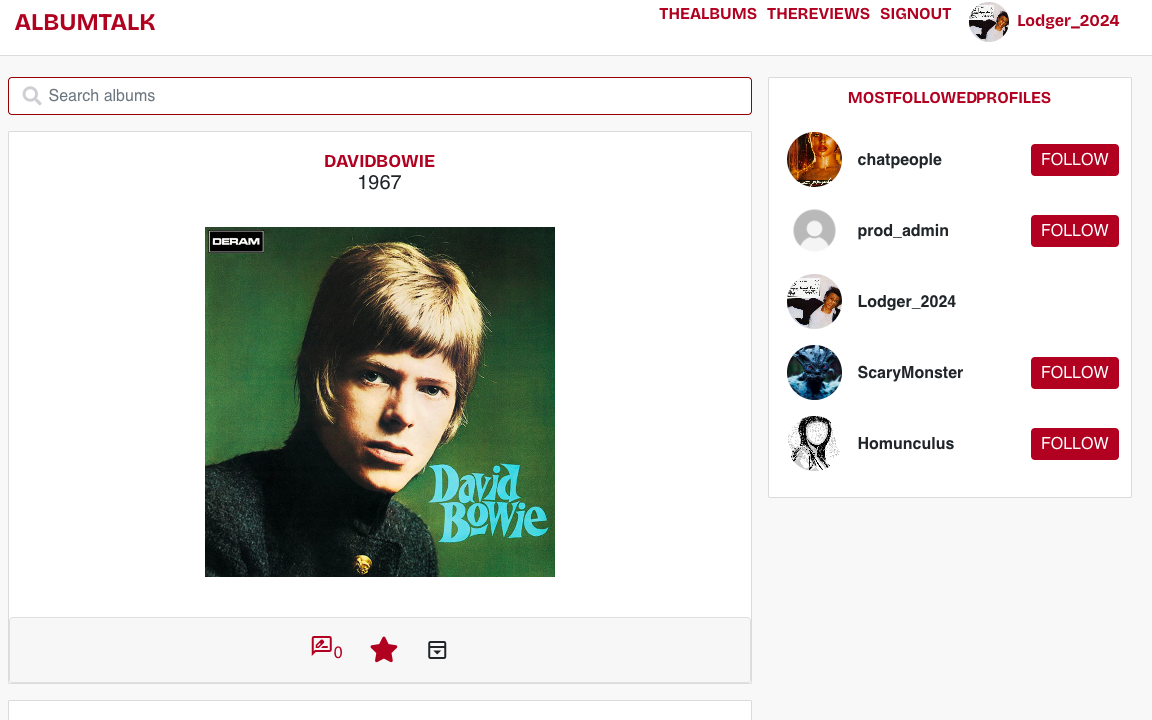 ALBUMTALK
THEALBUMS THEREVIEWS SIGNOUT Lodger_2024
Search albums
DAVIDBOWIE
1967
DERAM
David
Bowie
0
MOSTFOLLOWEDPROFILES
chatpeople FOLLOW
prod_admin FOLLOW
Lodger_2024
ScaryMonster FOLLOW
Homunculus FOLLOW